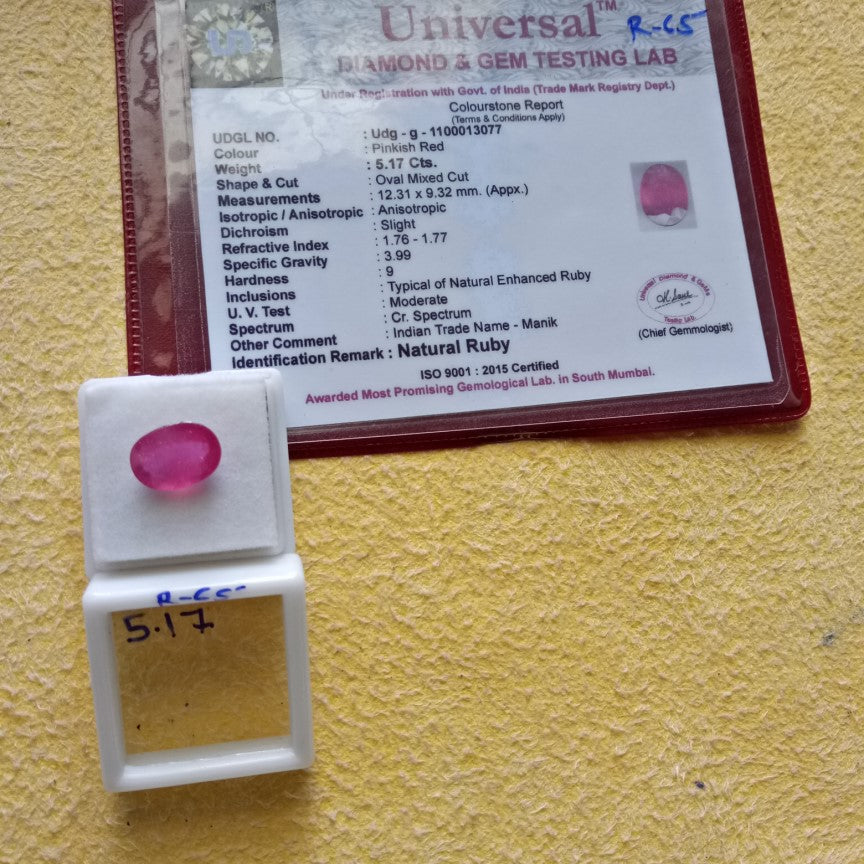 Universal™
R-65
DIAMOND & GEM TESTING LAB
Under Registration with Govt. of India (Trade Mark Registry Dept.)
Colourstone Report
(Terms & Conditions Apply)
UDGL NO. : Udg - g - 1100013077
Colour : Pinkish Red
Weight : 5.17 Cts.
Shape & Cut : Oval Mixed Cut
Measurements : 12.31 x 9.32 mm. (Appx.)
Isotropic / Anisotropic : Anisotropic
Dichroism : Slight
Refractive Index : 1.76 - 1.77
Specific Gravity : 3.99
Hardness : 9
Inclusions : Typical of Natural Enhanced Ruby
U. V. Test : Moderate
Spectrum : Cr. Spectrum
Other Comment : Indian Trade Name - Manik
Identification Remark : Natural Ruby
Universal Diamond & Gems
Testing Lab.
(Chief Gemmologist)
ISO 9001 : 2015 Certified
Awarded Most Promising Gemological Lab. in South Mumbai.
R-65
5.17